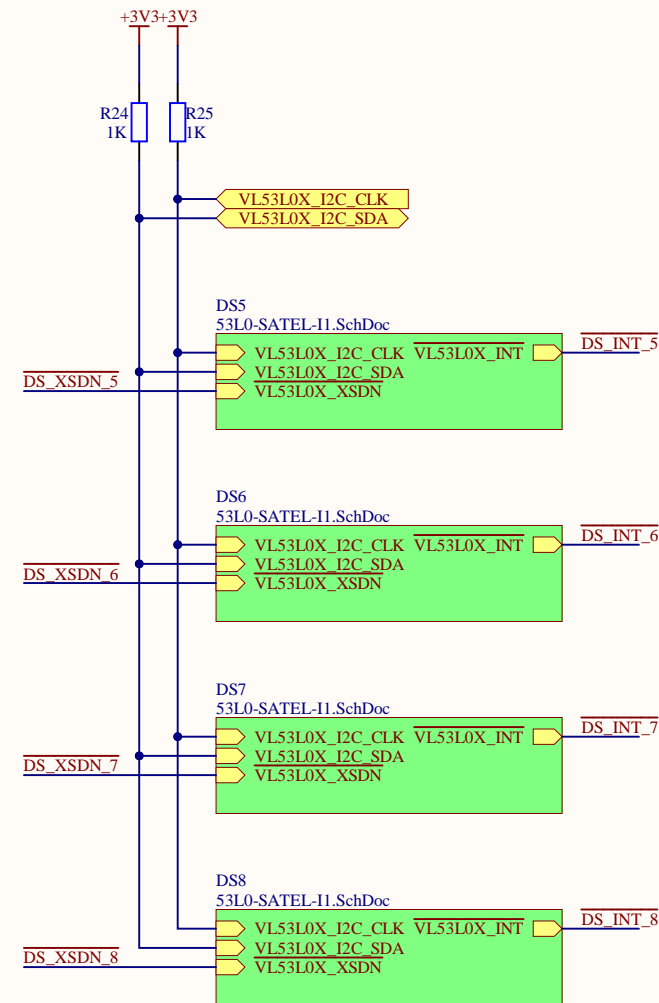 +3V3 +3V3
R24 R25
1K 1K
VL53L0X_I2C_CLK
VL53L0X_I2C_SDA
DS5
53L0-SATEL-I1.SchDoc
VL53L0X_I2C_CLK VL53L0X_INT DS_INT_5
VL53L0X_I2C_SDA
DS_XSDN_5 VL53L0X_XSDN
DS6
53L0-SATEL-I1.SchDoc
VL53L0X_I2C_CLK VL53L0X_INT DS_INT_6
VL53L0X_I2C_SDA
DS_XSDN_6 VL53L0X_XSDN
DS7
53L0-SATEL-I1.SchDoc
VL53L0X_I2C_CLK VL53L0X_INT DS_INT_7
VL53L0X_I2C_SDA
DS_XSDN_7 VL53L0X_XSDN
DS8
53L0-SATEL-I1.SchDoc
VL53L0X_I2C_CLK VL53L0X_INT DS_INT_8
VL53L0X_I2C_SDA
DS_XSDN_8 VL53L0X_XSDN